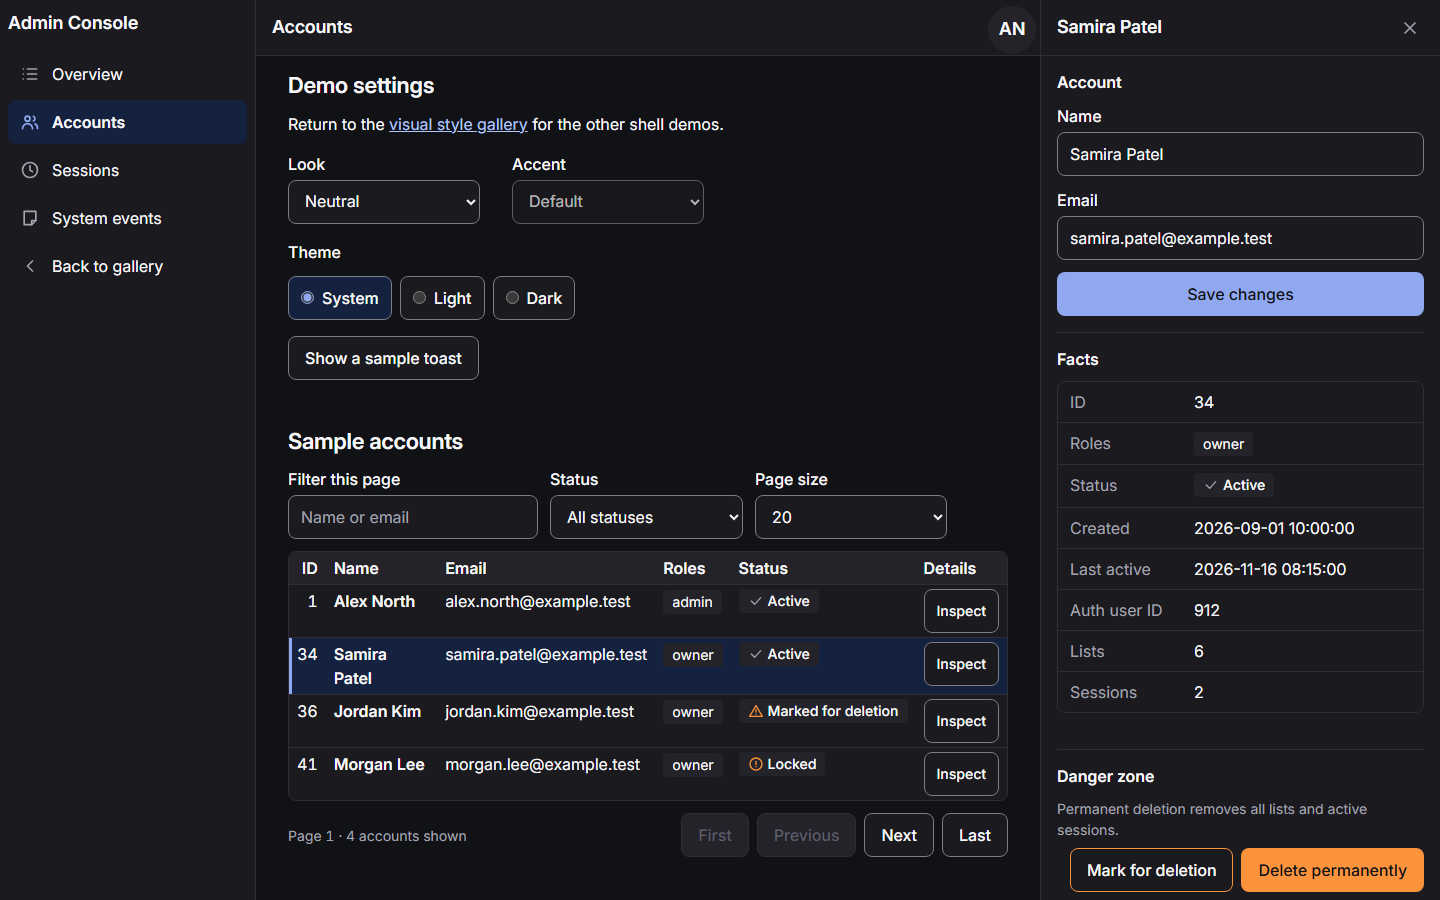 Admin Console
Overview
Accounts
Sessions
System events
Back to gallery
Accounts
AN
Demo settings
Return to the visual style gallery for the other shell demos.
Look
Accent
Neutral
Default
Theme
System
Light
Dark
Show a sample toast
Sample accounts
Filter this page
Status
Page size
Name or email
All statuses
20
ID Name Email Roles Status Details
1 Alex North alex.north@example.test admin Active Inspect
34 Samira Patel samira.patel@example.test owner Active Inspect
36 Jordan Kim jordan.kim@example.test owner Marked for deletion Inspect
41 Morgan Lee morgan.lee@example.test owner Locked Inspect
Page 1 · 4 accounts shown
First
Previous
Next
Last
Samira Patel
Account
Name
Samira Patel
Email
samira.patel@example.test
Save changes
Facts
ID 34
Roles owner
Status Active
Created 2026-09-01 10:00:00
Last active 2026-11-16 08:15:00
Auth user ID 912
Lists 6
Sessions 2
Danger zone
Permanent deletion removes all lists and active
sessions.
Mark for deletion
Delete permanently